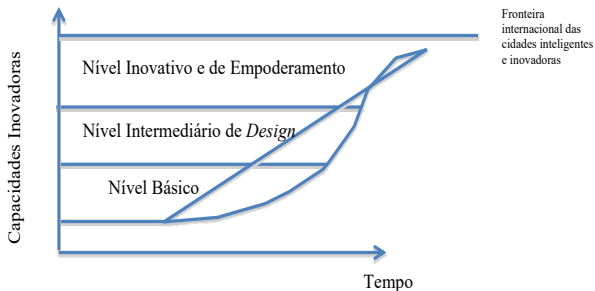 Fronteira
internacional das
cidades inteligentes
e inovadoras
Capacidades Inovadoras
Nível Inovativo e de Empoderamento
Nível Intermediário de Design
Nível Básico
Tempo